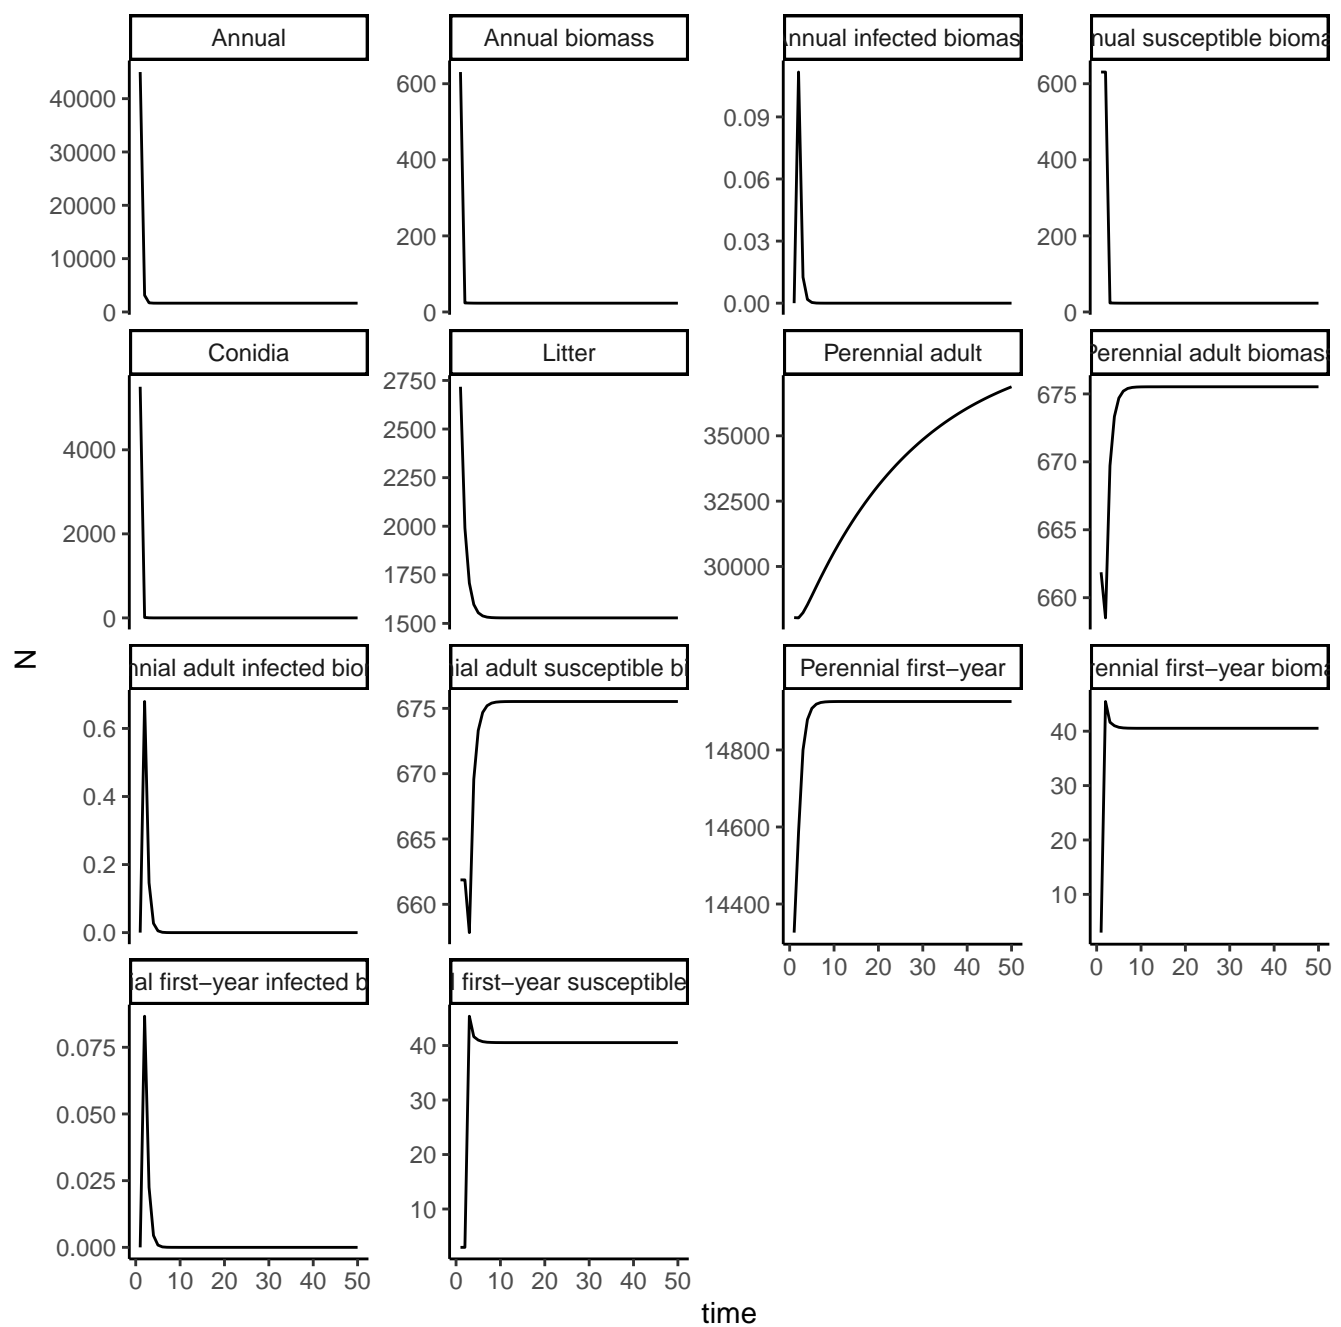 Annual
Annual biomass
nnual infected biomas
nual susceptible bioma
40000
30000
20000
10000
0
600
400
200
0
0.09
0.06
0.03
0.00
600
400
200
0
Conidia
Litter
Perennial adult
Perennial adult biomass
4000
2000
0
2750
2500
2250
2000
1750
1500
35000
32500
30000
675
670
665
660
N
nnial adult infected bio
ial adult susceptible b
Perennial first−year
rennial first−year bioma
0.6
0.4
0.2
0.0
675
670
665
660
14800
14600
14400
40
30
20
10
0 10 20 30 40 50
0 10 20 30 40 50
ial first−year infected b
l first−year susceptible
0.075
0.050
0.025
0.000
40
30
20
10
0 10 20 30 40 50
0 10 20 30 40 50
time